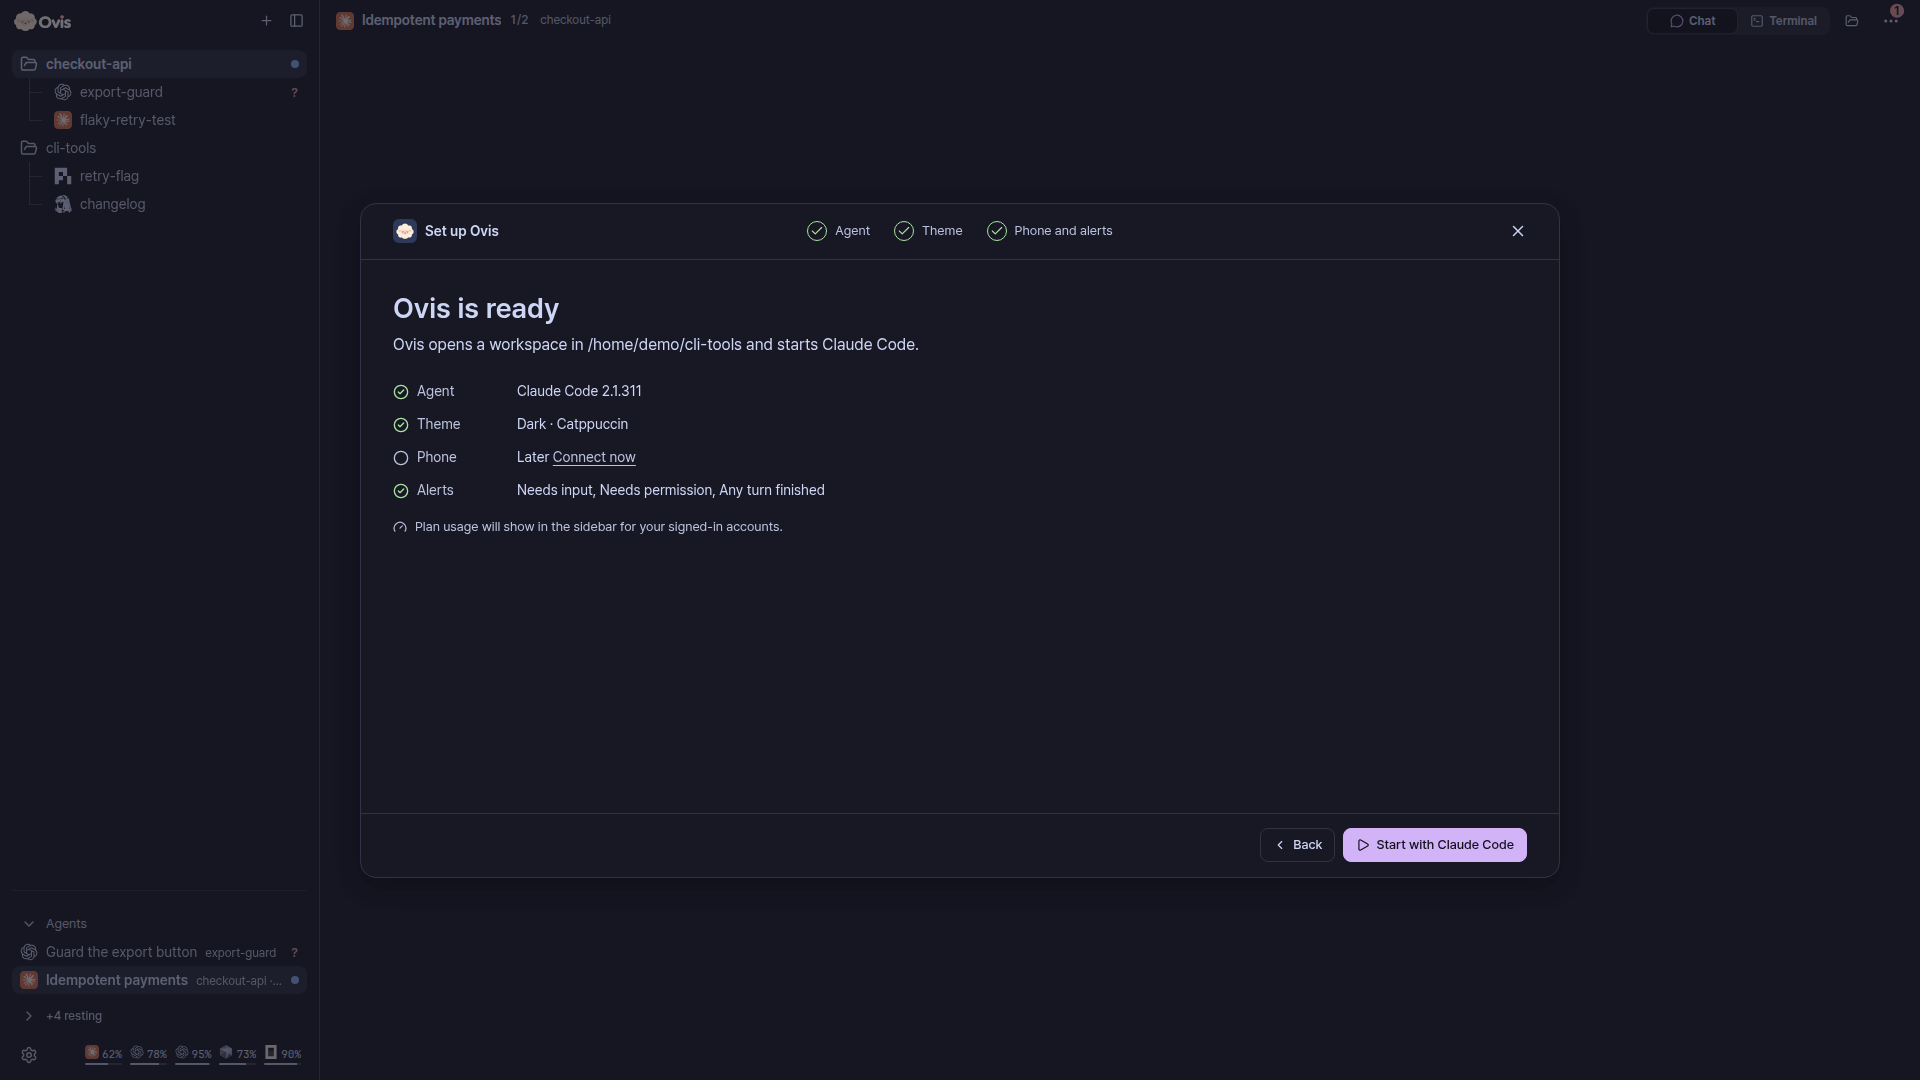 Ovis
Idempotent payments 1/2 checkout-api
Chat
Terminal
1
checkout-api
export-guard ?
flaky-retry-test
cli-tools
retry-flag
changelog
Set up Ovis
Agent
Theme
Phone and alerts
Ovis is ready
Ovis opens a workspace in /home/demo/cli-tools and starts Claude Code.
Agent Claude Code 2.1.311
Theme Dark · Catppuccin
Phone Later Connect now
Alerts Needs input, Needs permission, Any turn finished
Plan usage will show in the sidebar for your signed-in accounts.
Back
Start with Claude Code
Agents
Guard the export button export-guard ?
Idempotent payments checkout-api ·...
+4 resting
62% 78% 95% 73% 90%